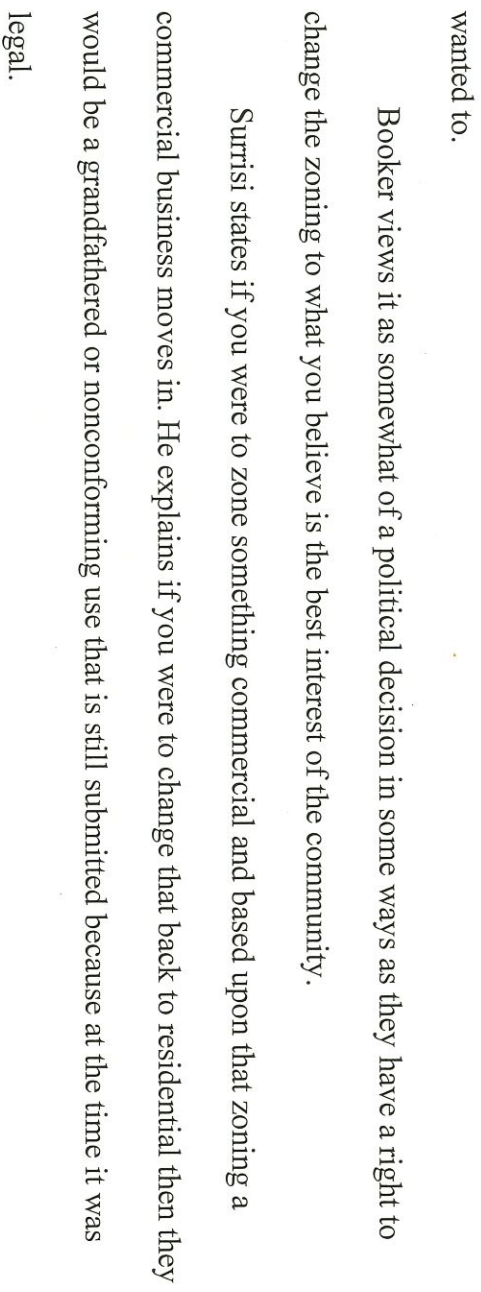 wanted to.
Booker views it as somewhat of a political decision in some ways as they have a right to
change the zoning to what you believe is the best interest of the community.
Surrisi states if you were to zone something commercial and based upon that zoning a
commercial business moves in. He explains if you were to change that back to residential then they
would be a grandfathered or nonconforming use that is still submitted because at the time it was
legal.